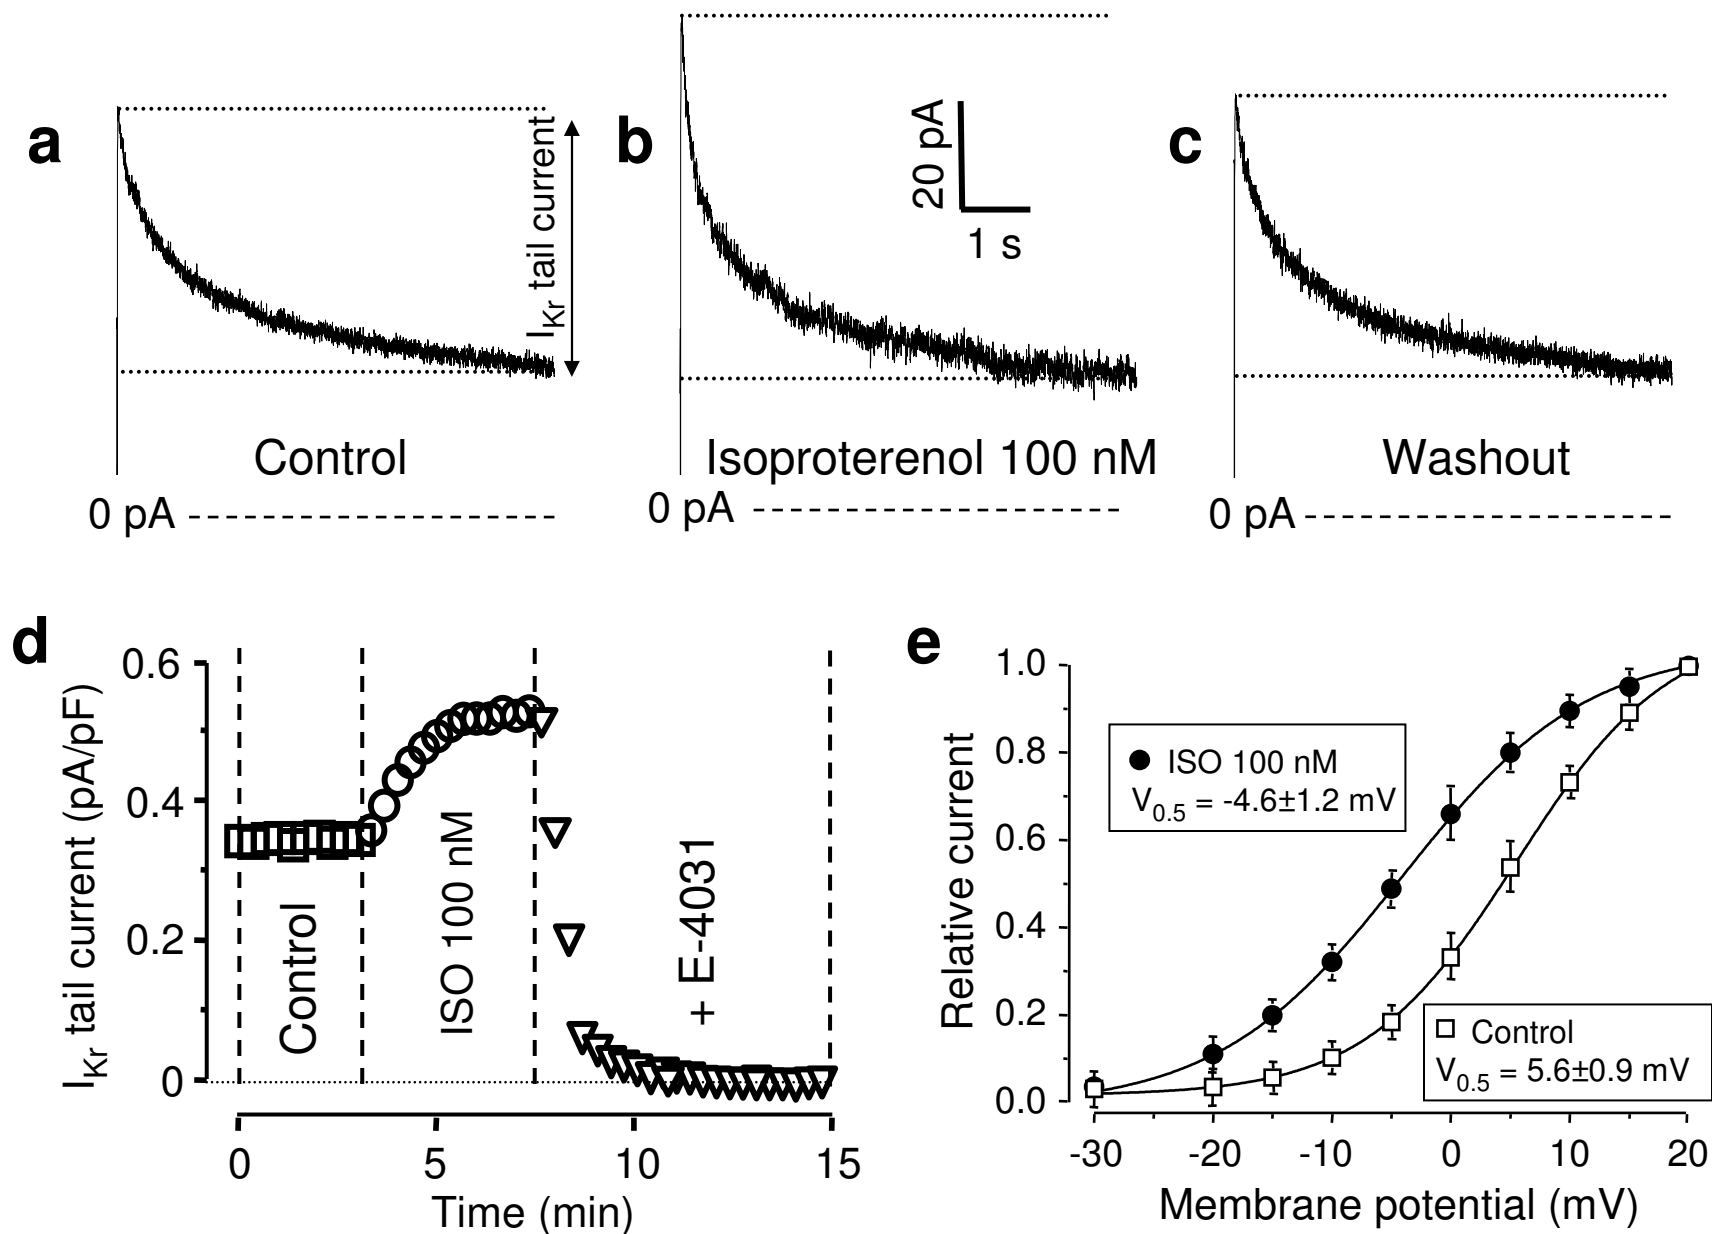 a
I_Kr tail current
Control
0 pA
b
20 pA
1 s
Isoproterenol 100 nM
0 pA
c
Washout
0 pA
d
I_Kr tail current (pA/pF)
0.6
0.4
0.2
0
Control
ISO 100 nM
+ E-4031
0 5 10 15
Time (min)
e
Relative current
1.0
0.8
0.6
0.4
0.2
0.0
ISO 100 nM
V_0.5 = -4.6±1.2 mV
Control
V_0.5 = 5.6±0.9 mV
-30 -20 -10 0 10 20
Membrane potential (mV)